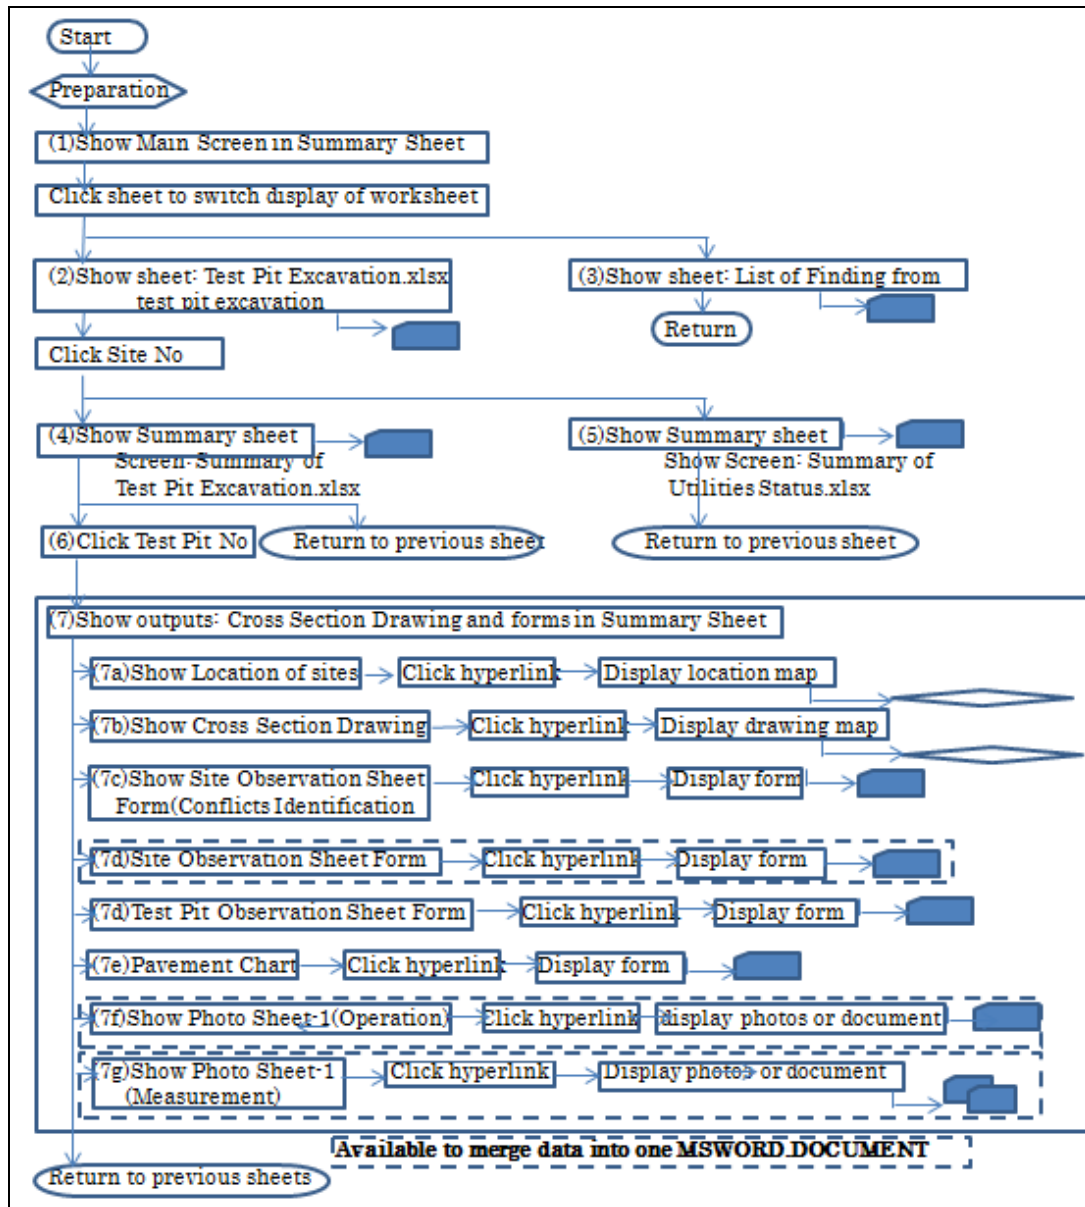 Start
Preparation
(1)Show Main Screen in Summary Sheet
Click sheet to switch display of worksheet
(2)Show sheet: Test Pit Excavation.xlsx
test pit excavation
(3)Show sheet: List of Finding from
Return
Click Site No
(4)Show Summary sheet
Screen: Summary of
Test Pit Excavation.xlsx
(5)Show Summary sheet
Show Screen: Summary of
Utilities Status.xlsx
(6)Click Test Pit No
Return to previous sheet
Return to previous sheet
(7)Show outputs: Cross Section Drawing and forms in Summary Sheet
(7a)Show Location of sites
Click hyperlink
Display location map
(7b)Show Cross Section Drawing
Click hyperlink
Display drawing map
(7c)Show Site Observation Sheet
Form(Conflicts Identification
Click hyperlink
Display form
(7d)Site Observation Sheet Form
Click hyperlink
Display form
(7d)Test Pit Observation Sheet Form
Click hyperlink
Display form
(7e)Pavement Chart
Click hyperlink
Display form
(7f)Show Photo Sheet-1(Operation)
Click hyperlink
display photos or document
(7g)Show Photo Sheet-1
(Measurement)
Click hyperlink
Display photos or document
Available to merge data into one MSWORD.DOCUMENT
Return to previous sheets